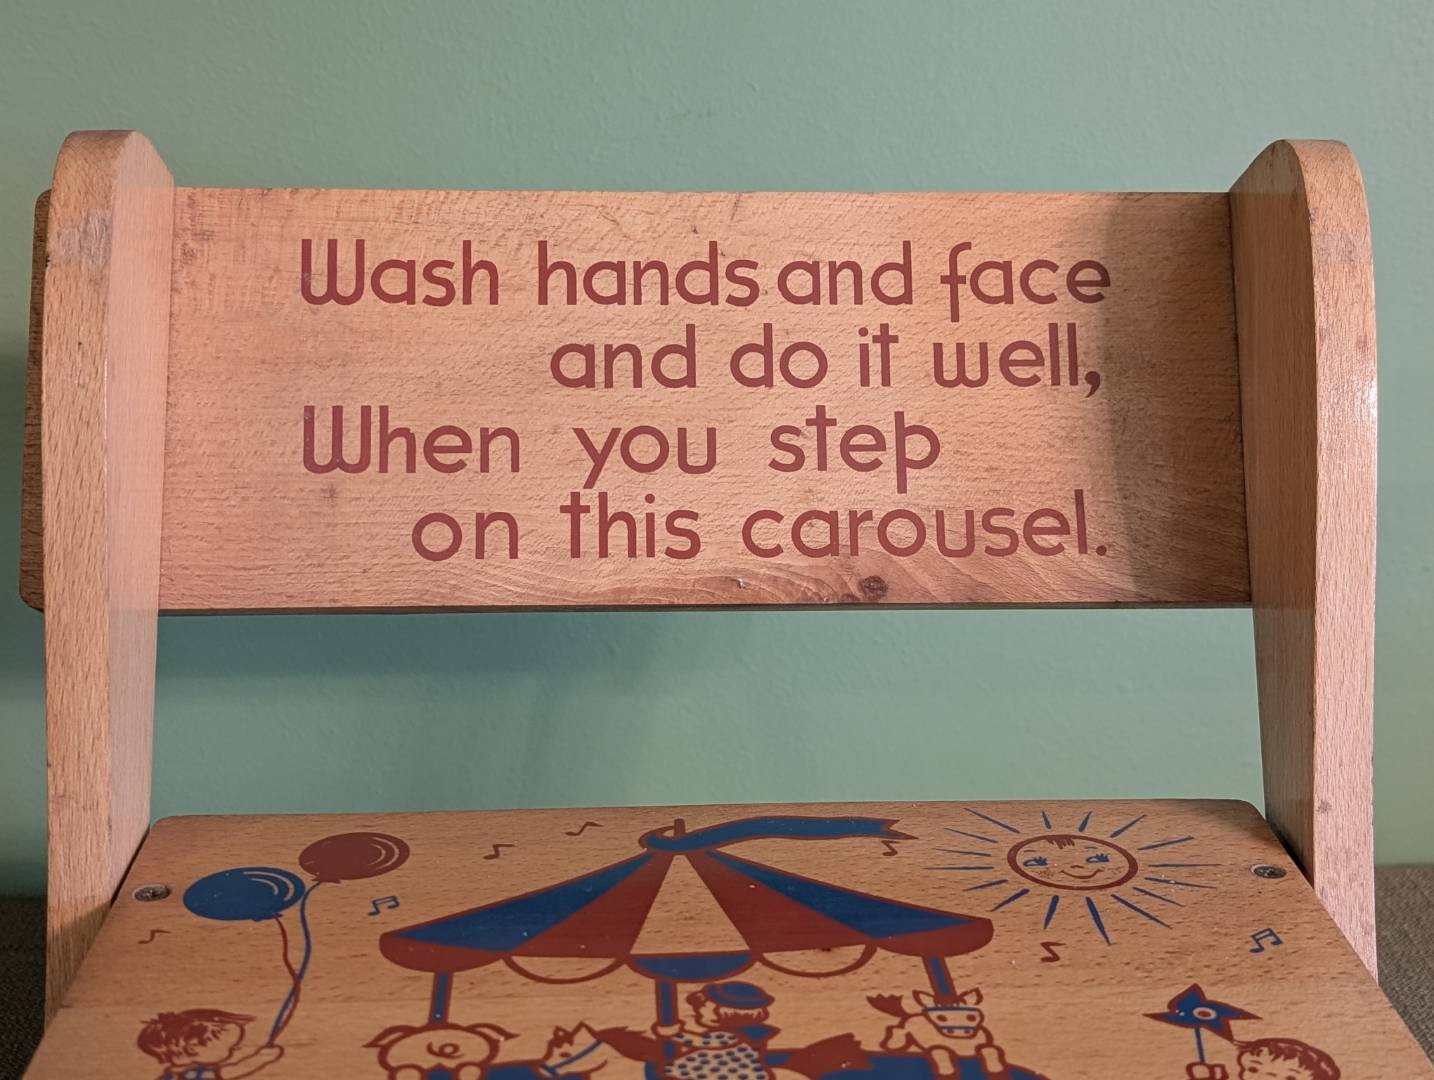 Wash hands and face
and do it well,
When you step
on this carousel.